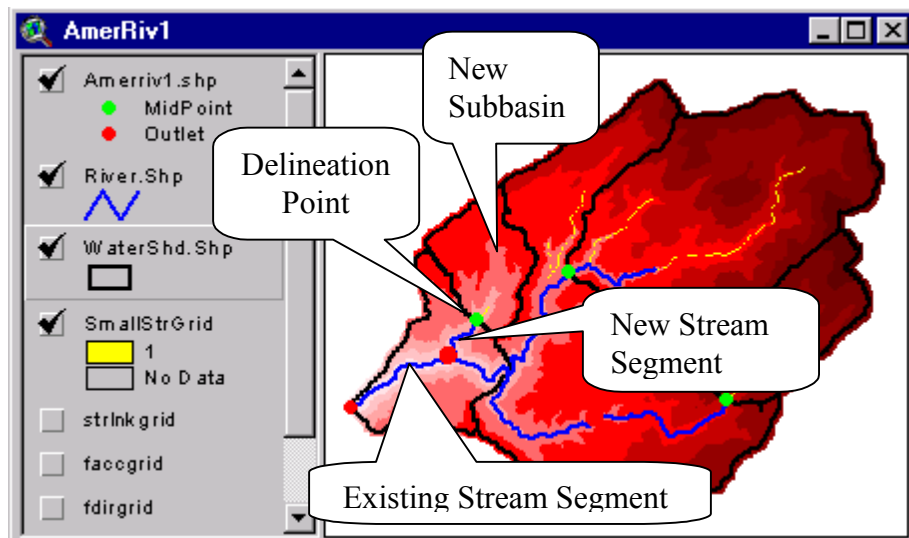 AmerRiv1
Amerriv1.shp
MidPoint
Outlet
River.Shp
WaterShd.Shp
SmallStrGrid
1
No Data
strlnkgrid
faccgrid
fdirgrid
New
Subbasin
Delineation
Point
New Stream
Segment
Existing Stream Segment